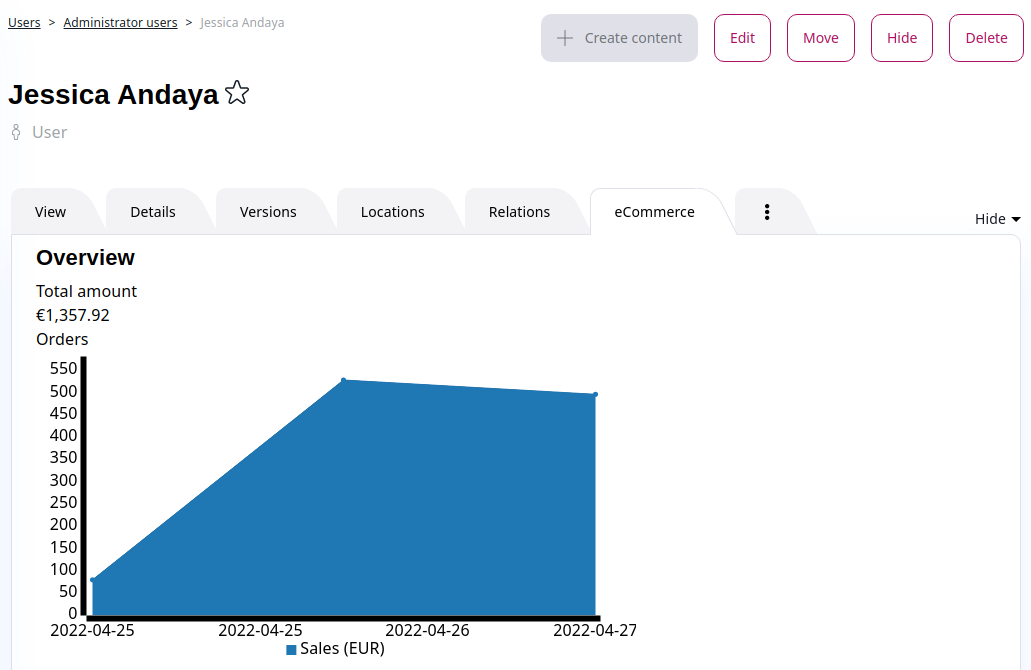 Users > Administrator users > Jessica Andaya
Create content
Edit
Move
Hide
Delete
Jessica Andaya
User
View
Details
Versions
Locations
Relations
eCommerce
Hide
Overview
Total amount
€1,357.92
Orders
550
500
450
400
350
300
250
200
150
100
50
0
2022-04-25 2022-04-25 2022-04-26 2022-04-27
Sales (EUR)